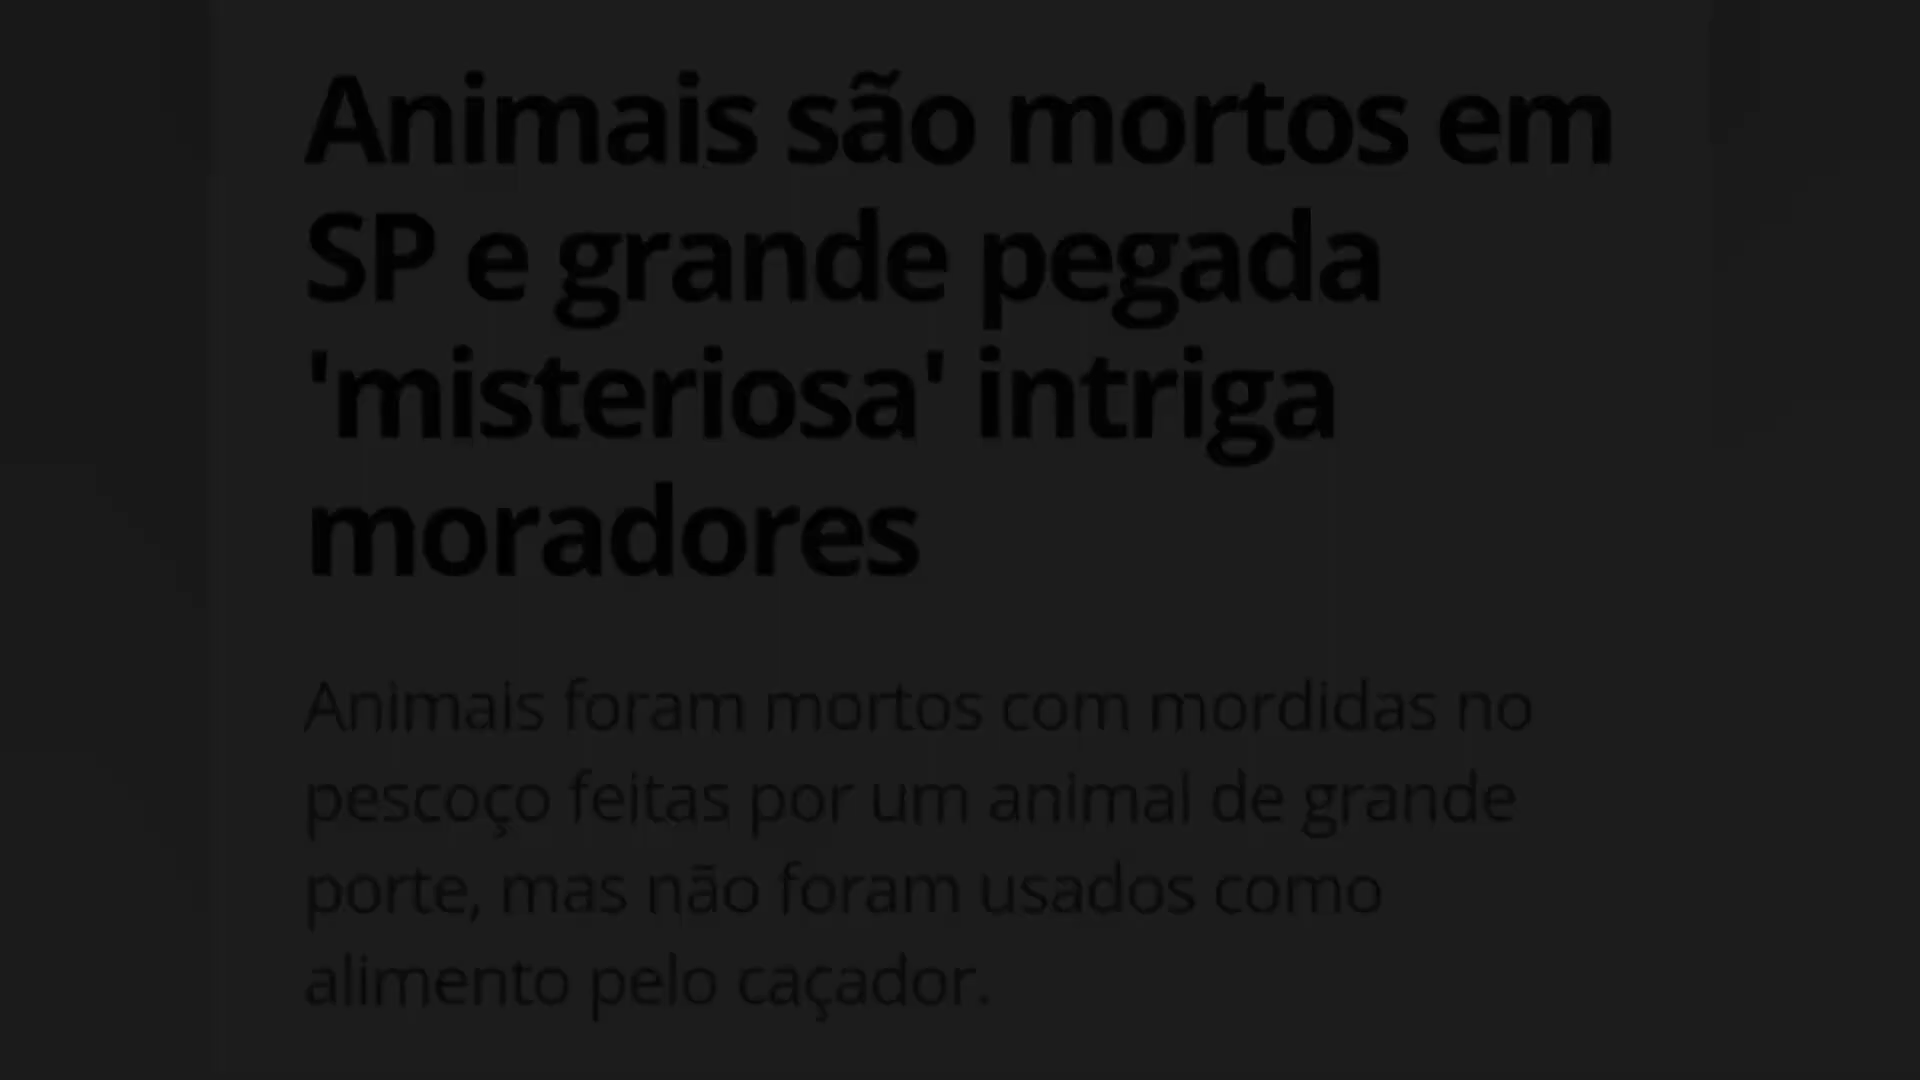 Animais são mortos em
SP e grande pegada
'misteriosa' intriga
moradores
Animais foram mortos com mordidas no
pescoço feitas por um animal de grande
porte, mas não foram usados como
alimento pelo caçador.